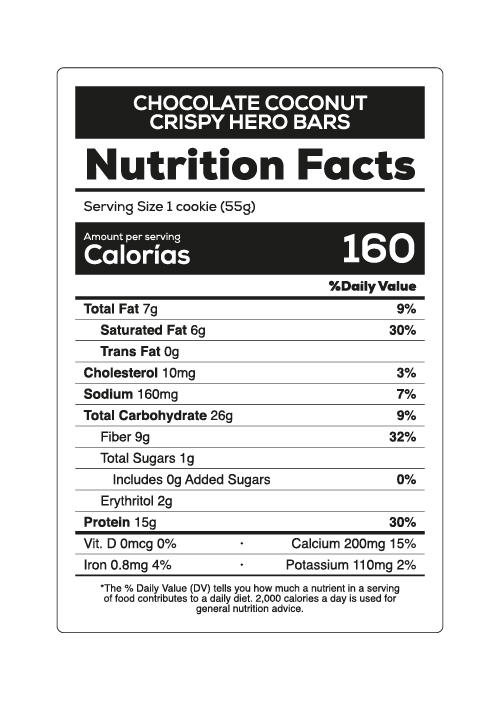 CHOCOLATE COCONUT
CRISPY HERO BARS
Nutrition Facts
Serving Size 1 cookie (55g)
Amount per serving
Calorías 160
%Daily Value
Total Fat 7g 9%
Saturated Fat 6g 30%
Trans Fat 0g
Cholesterol 10mg 3%
Sodium 160mg 7%
Total Carbohydrate 26g 9%
Fiber 9g 32%
Total Sugars 1g
Includes 0g Added Sugars 0%
Erythritol 2g
Protein 15g 30%
Vit. D 0mcg 0% · Calcium 200mg 15%
Iron 0.8mg 4% · Potassium 110mg 2%
*The % Daily Value (DV) tells you how much a nutrient in a serving
of food contributes to a daily diet. 2,000 calories a day is used for
general nutrition advice.